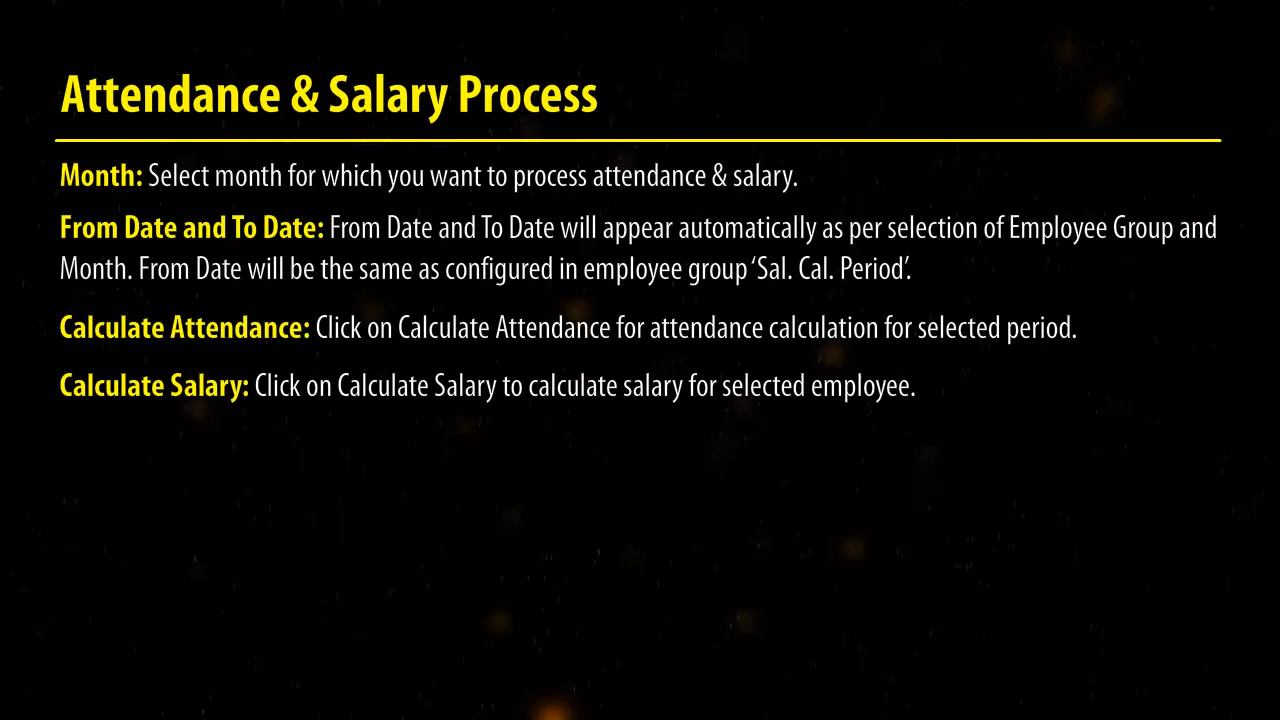 Attendance & Salary Process
Month: Select month for which you want to process attendance & salary.
From Date and To Date: From Date and To Date will appear automatically as per selection of Employee Group and
Month. From Date will be the same as configured in employee group ‘Sal. Cal. Period’.
Calculate Attendance: Click on Calculate Attendance for attendance calculation for selected period.
Calculate Salary: Click on Calculate Salary to calculate salary for selected employee.